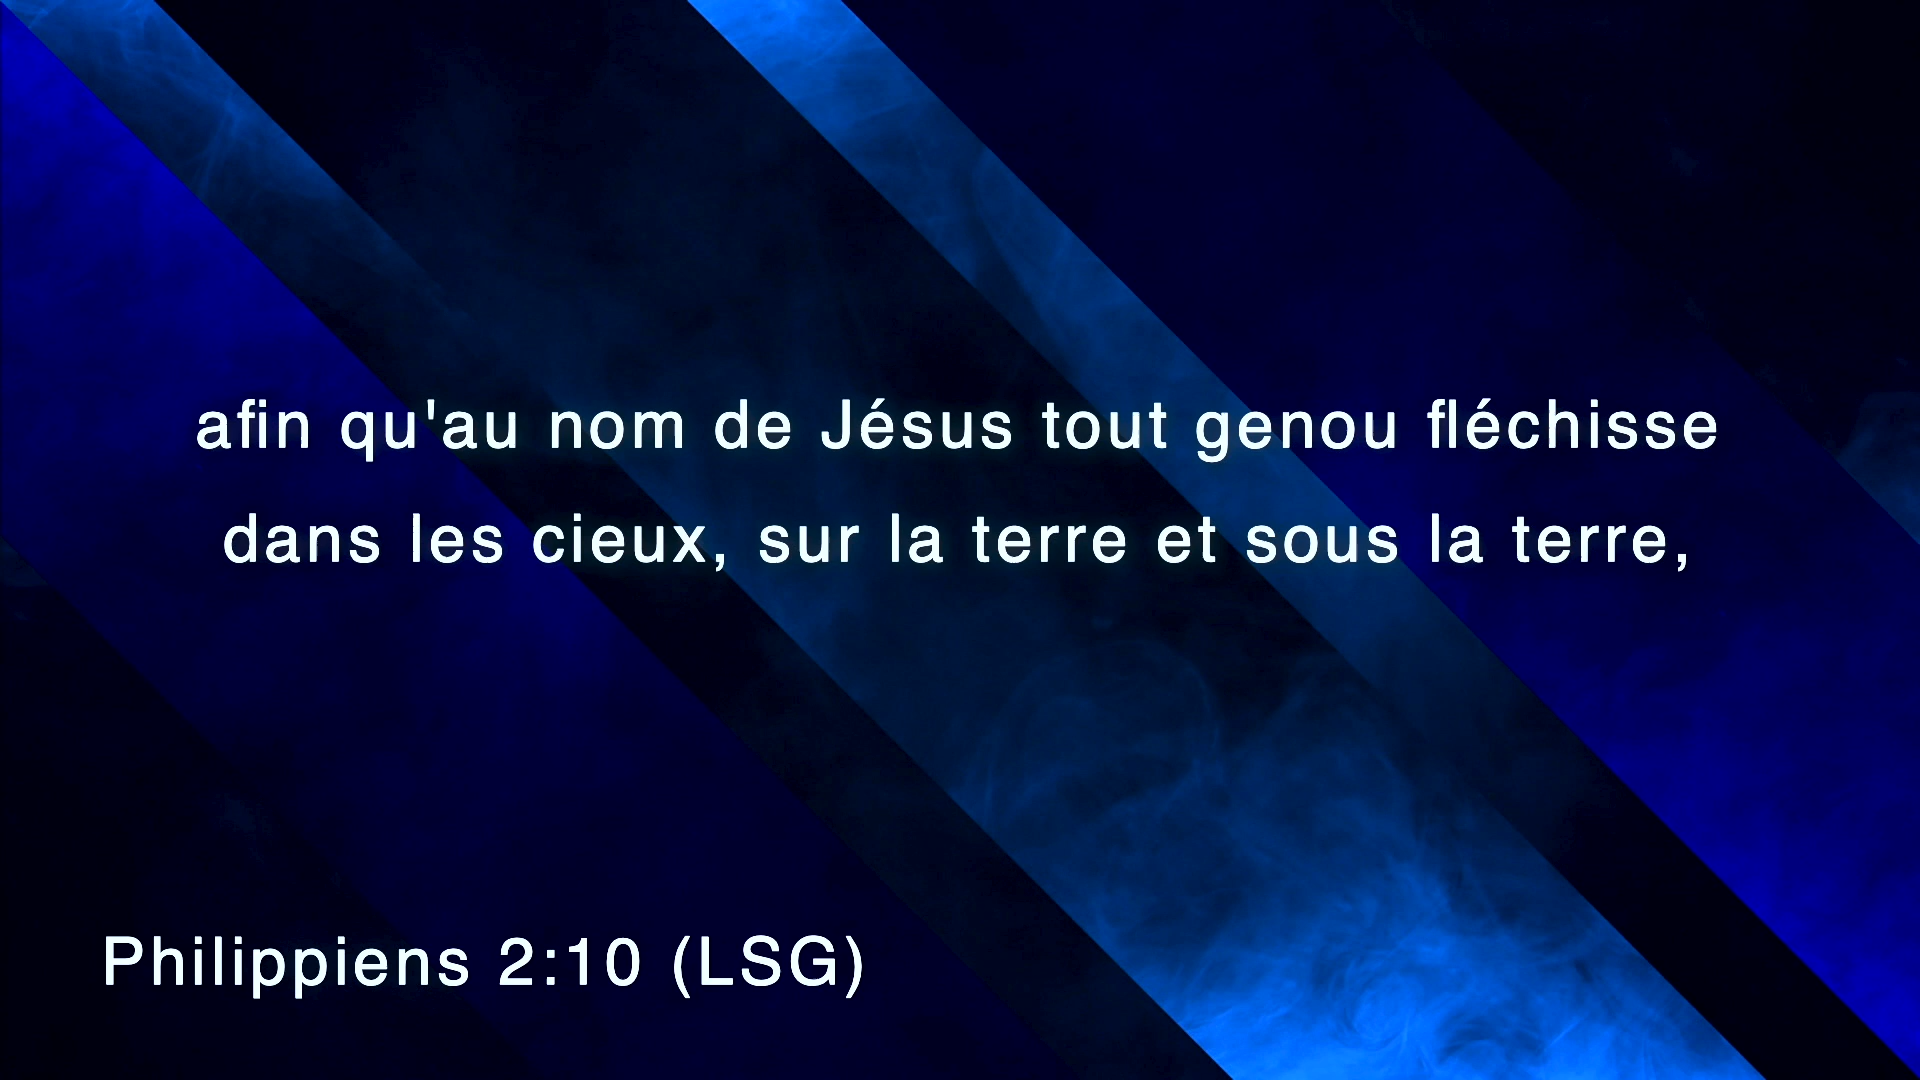 afin qu'au nom de Jésus tout genou fléchisse
dans les cieux, sur la terre et sous la terre,
Philippiens 2:10 (LSG)